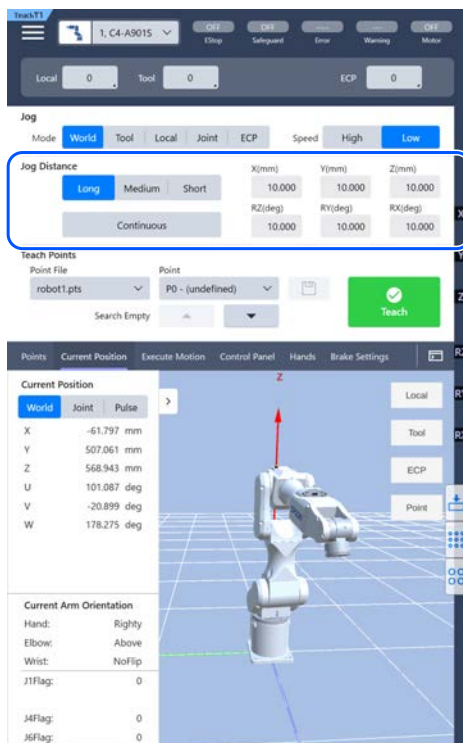 TeachT1
1, C4-A901S
OFF OFF ---- ---- OFF
EStop Safeguard Error Warning Motor
Local 0 Tool 0 ECP 0
Jog
Mode World Tool Local Joint ECP Speed High Low
Jog Distance
X(mm) Y(mm) Z(mm)
Long Medium Short 10.000 10.000 10.000
RZ(deg) RY(deg) RX(deg)
Continuous 10.000 10.000 10.000
Teach Points
Point File Point
robot1.pts P0 - (undefined)
Search Empty Teach
Points Current Position Execute Motion Control Panel Hands Brake Settings
Current Position
World Joint Pulse
X -61.797 mm
Y 507.061 mm
Z 568.943 mm
U 101.087 deg
V -20.899 deg
W 178.275 deg
Z
Local
Tool
ECP
Point
Current Arm Orientation
Hand: Righty
Elbow: Above
Wrist: NoFlip
J1Flag: 0
J4Flag: 0
J6Flag: 0
X
Y
Z